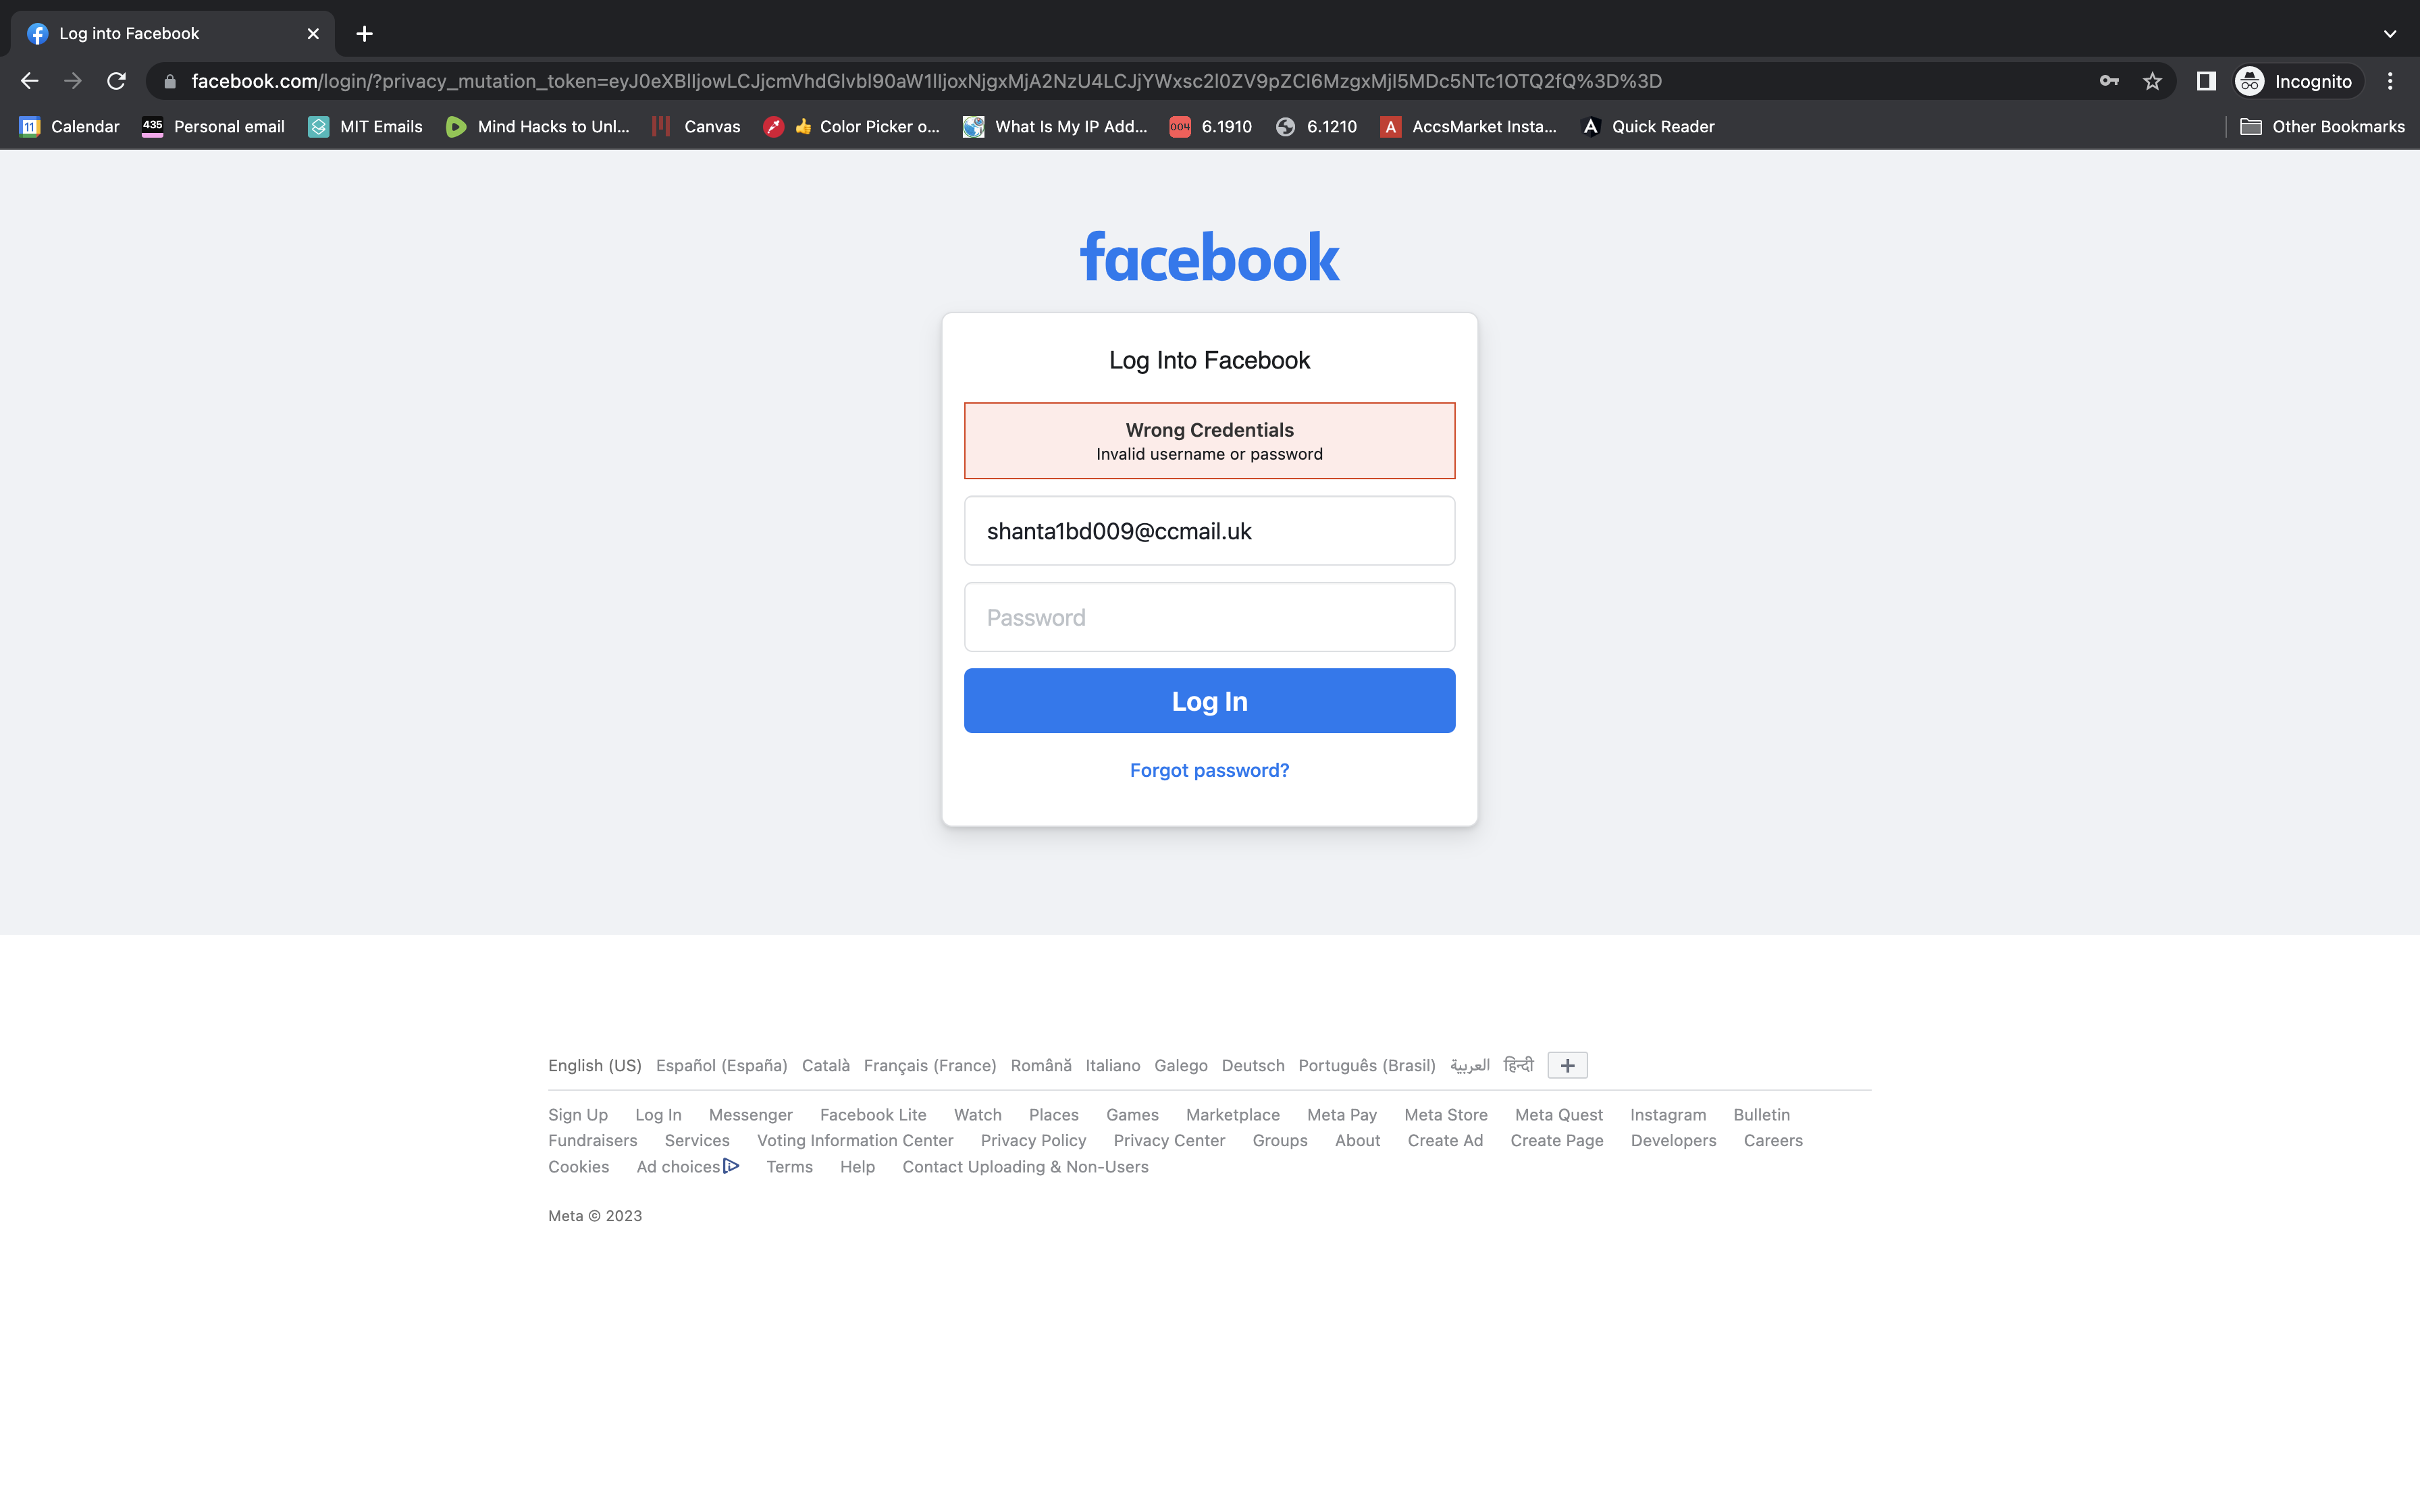 Log into Facebook
facebook.com/login/?privacy_mutation_token=eyJ0eXBlIjowLCJjcmVhdGlvbl90aW1lIjoxNjgxMjA2NzU4LCJjYWxsc2l0ZV9pZCI6MzgxMjI5MDc5NTc1OTQ2fQ%3D%3D
Incognito
11 Calendar 435 Personal email MIT Emails Mind Hacks to Unl... Canvas Color Picker o... What Is My IP Add... 004 6.1910 6.1210 A AccsMarket Insta... A Quick Reader Other Bookmarks
facebook
Log Into Facebook
Wrong Credentials
Invalid username or password
shanta1bd009@ccmail.uk
Password
Log In
Forgot password?
English (US) Español (España) Català Français (France) Română Italiano Galego Deutsch Português (Brasil) العربية हिन्दी +
Sign Up Log In Messenger Facebook Lite Watch Places Games Marketplace Meta Pay Meta Store Meta Quest Instagram Bulletin
Fundraisers Services Voting Information Center Privacy Policy Privacy Center Groups About Create Ad Create Page Developers Careers
Cookies Ad choices Terms Help Contact Uploading & Non-Users
Meta © 2023